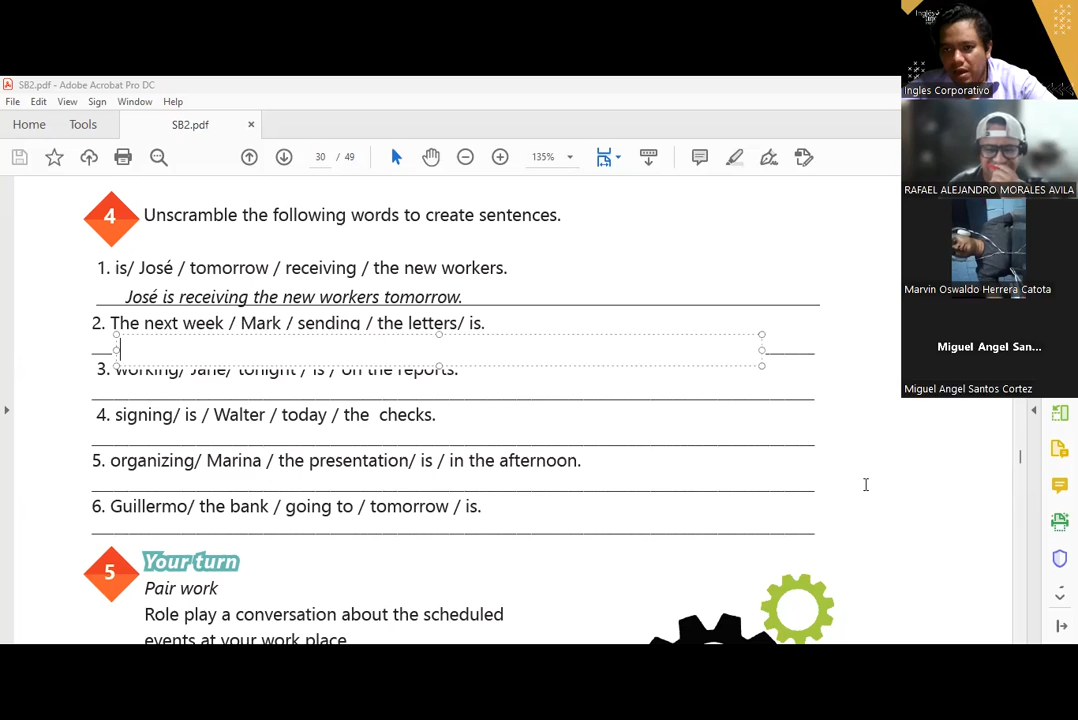 Inglés
SB2.pdf - Adobe Acrobat Pro DC
Ingles Corporativo
File Edit View Sign Window Help
Home Tools SB2.pdf ×
30 / 49 135%
RAFAEL ALEJANDRO MORALES AVILA
4 Unscramble the following words to create sentences.
1. is/ José / tomorrow / receiving / the new workers.
José is receiving the new workers tomorrow.
Marvin Oswaldo Herrera Catota
2. The next week / Mark / sending / the letters/ is.
Miguel Angel San...
3. working/ Jane/ tonight / is / on the reports.
Miguel Angel Santos Cortez
4. signing/ is / Walter / today / the checks.
5. organizing/ Marina / the presentation/ is / in the afternoon.
6. Guillermo/ the bank / going to / tomorrow / is.
5 Your turn
Pair work
Role play a conversation about the scheduled
events at your work place